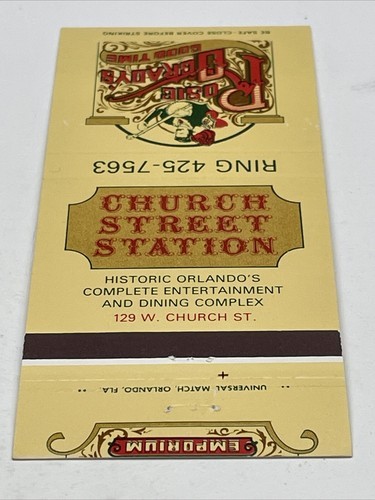 BE SAFE - CLOSE COVER BEFORE STRIKING
ROSIE
O'GRADY'S
GOOD TIME
RING 425-7563
CHURCH
STREET
STATION
HISTORIC ORLANDO'S
COMPLETE ENTERTAINMENT
AND DINING COMPLEX
129 W. CHURCH ST.
UNIVERSAL MATCH, ORLANDO, FLA.
EMPORIUM